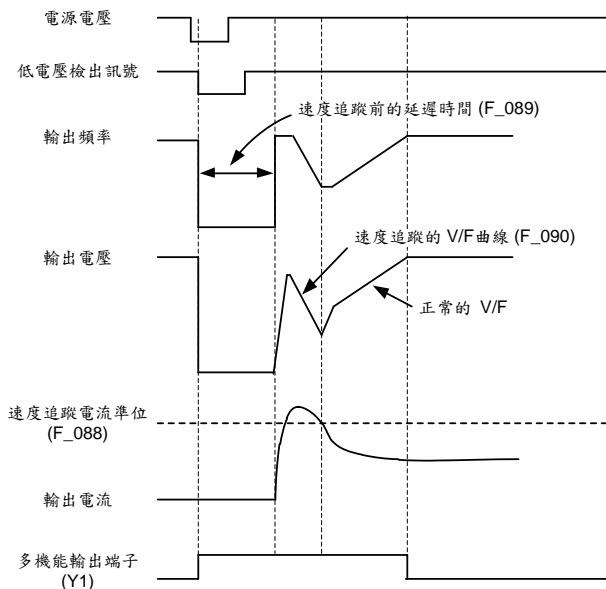 電源電壓
低電壓檢出訊號
速度追蹤前的延遲時間 (F_089)
輸出頻率
速度追蹤的 V/F曲線 (F_090)
輸出電壓
正常的 V/F
速度追蹤電流準位
(F_088)
輸出電流
多機能輸出端子
(Y1)